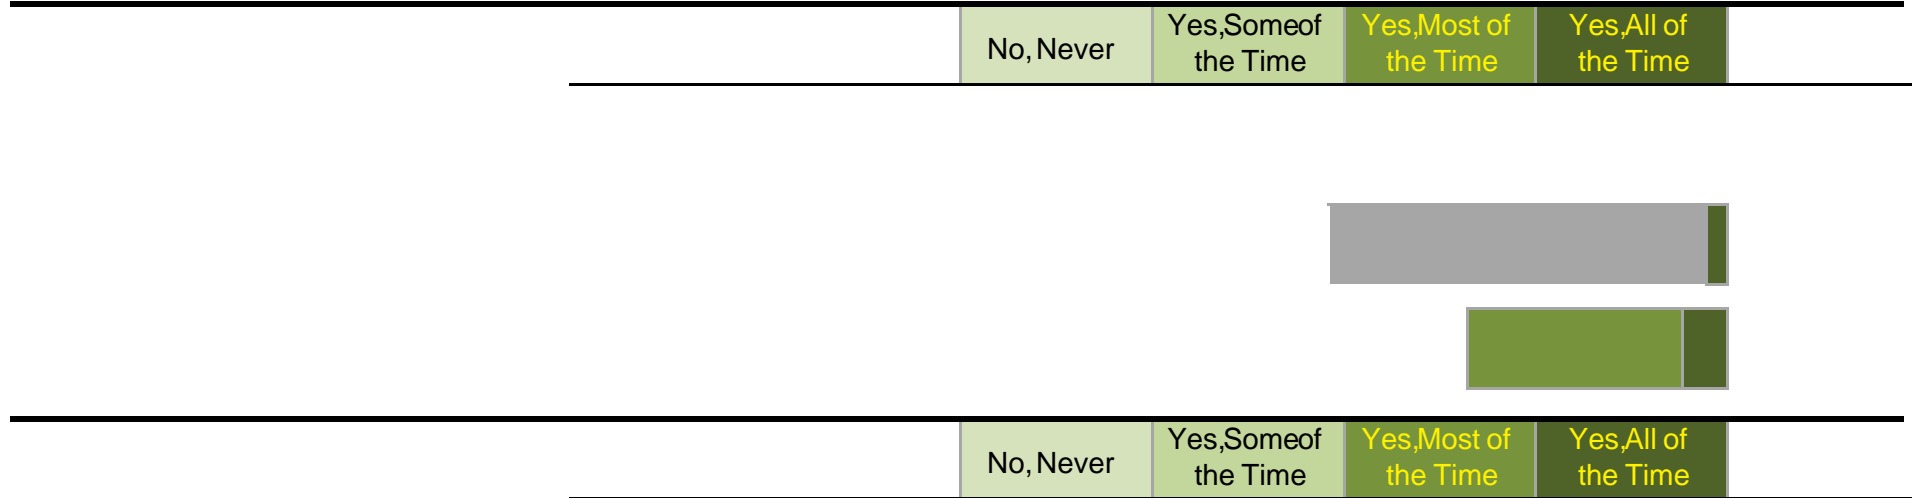 No, Never
Yes,Someof
the Time
Yes,Most of
the Time
Yes,All of
the Time
No, Never
Yes,Someof
the Time
Yes,Most of
the Time
Yes,All of
the Time